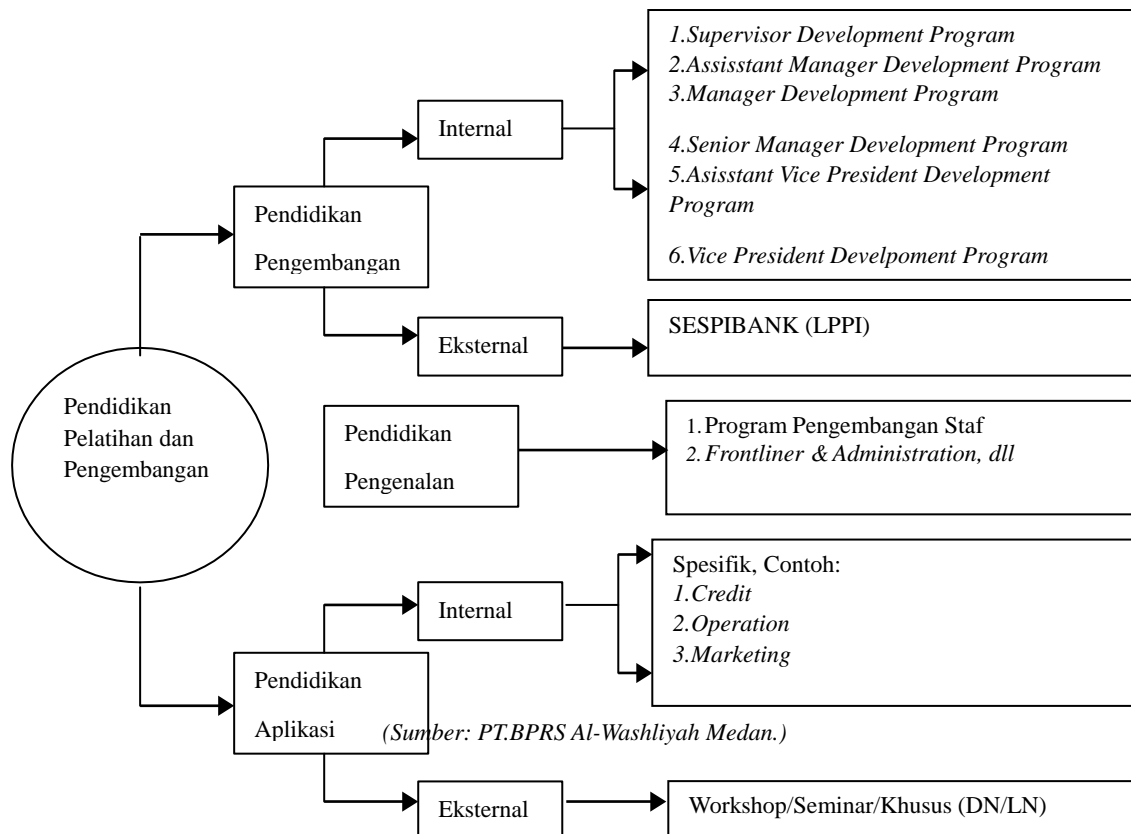 1.Supervisor Development Program
2.Assisstant Manager Development Program
3.Manager Development Program
4.Senior Manager Development Program
5.Asisstant Vice President Development
Program
6.Vice President Develpoment Program
Internal
Pendidikan
Pengembangan
Eksternal
SESPIBANK (LPPI)
Pendidikan
Pelatihan dan
Pengembangan
Pendidikan
Pengenalan
1.Program Pengembangan Staf
2. Frontliner & Administration, dll
Internal
Spesifik, Contoh:
1.Credit
2.Operation
3.Marketing
Pendidikan
Aplikasi
(Sumber: PT.BPRS Al-Washliyah Medan.)
Eksternal
Workshop/Seminar/Khusus (DN/LN)